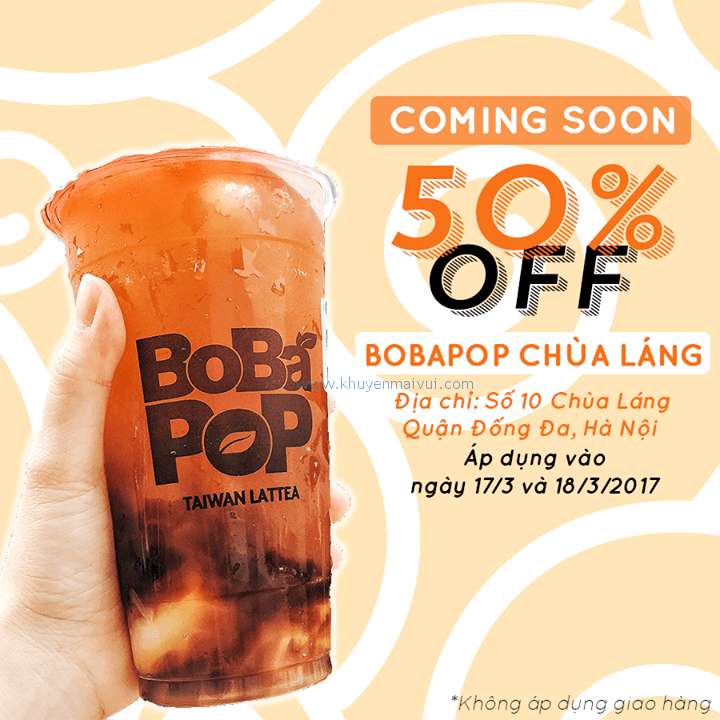 COMING SOON
50%
OFF
BOBAPOP CHÙA LÁNG
Địa chỉ: Số 10 Chùa Láng
Quận Đống Đa, Hà Nội
Áp dụng vào
ngày 17/3 và 18/3/2017
BoBa
PoP
TAIWAN LATTEA
www.khuyenmaivui.com
*Không áp dụng giao hàng